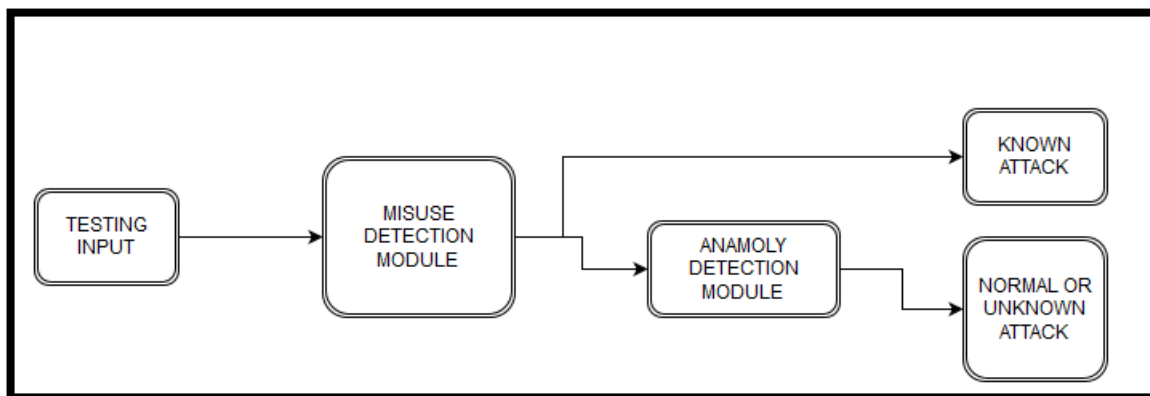 TESTING
INPUT
MISUSE
DETECTION
MODULE
ANAMOLY
DETECTION
MODULE
KNOWN
ATTACK
NORMAL OR
UNKNOWN
ATTACK